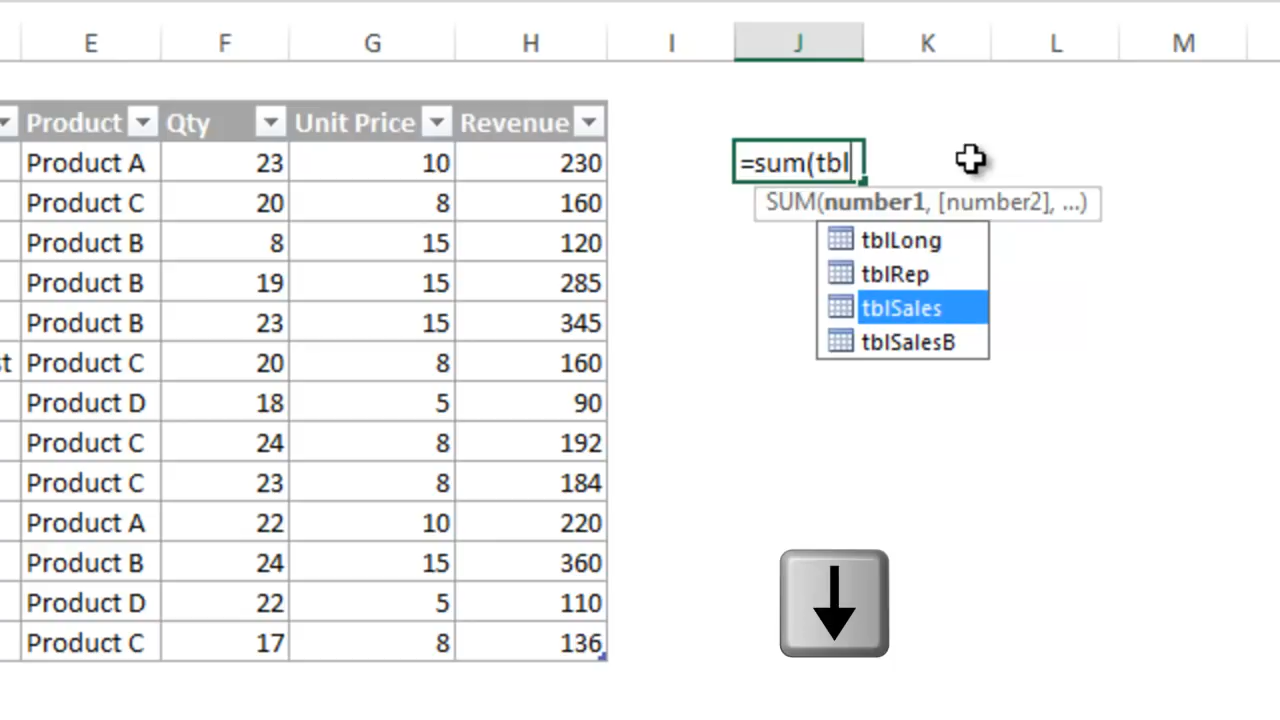 E F G H I J K L M
Product Qty Unit Price Revenue
Product A 23 10 230
=sum(tbl
Product C 20 8 160
SUM(number1, [number2], ...)
Product B 8 15 120
tblLong
Product B 19 15 285
tblRep
tblSales
Product B 23 15 345
tblSalesB
st Product C 20 8 160
Product D 18 5 90
Product C 24 8 192
Product C 23 8 184
Product A 22 10 220
Product B 24 15 360
Product D 22 5 110
Product C 17 8 136